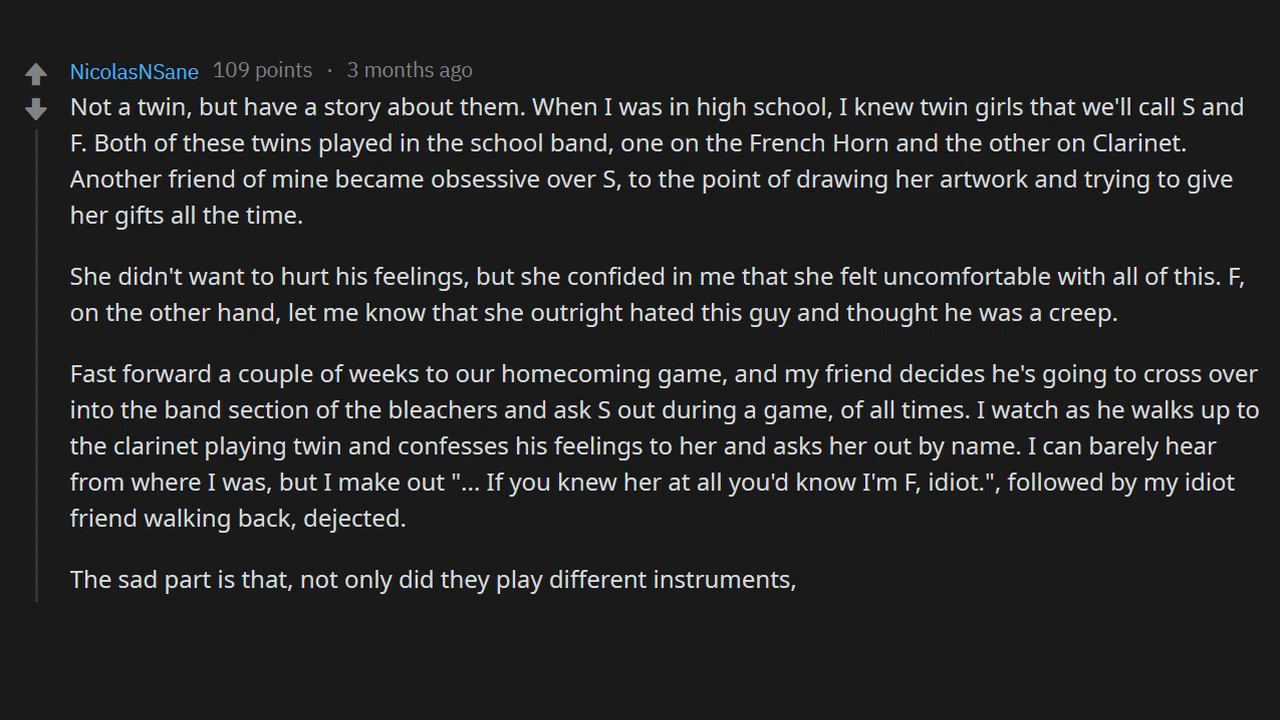 NicolasNSane 109 points · 3 months ago
Not a twin, but have a story about them. When I was in high school, I knew twin girls that we'll call S and
F. Both of these twins played in the school band, one on the French Horn and the other on Clarinet.
Another friend of mine became obsessive over S, to the point of drawing her artwork and trying to give
her gifts all the time.
She didn't want to hurt his feelings, but she confided in me that she felt uncomfortable with all of this. F,
on the other hand, let me know that she outright hated this guy and thought he was a creep.
Fast forward a couple of weeks to our homecoming game, and my friend decides he's going to cross over
into the band section of the bleachers and ask S out during a game, of all times. I watch as he walks up to
the clarinet playing twin and confesses his feelings to her and asks her out by name. I can barely hear
from where I was, but I make out "... If you knew her at all you'd know I'm F, idiot.", followed by my idiot
friend walking back, dejected.
The sad part is that, not only did they play different instruments,